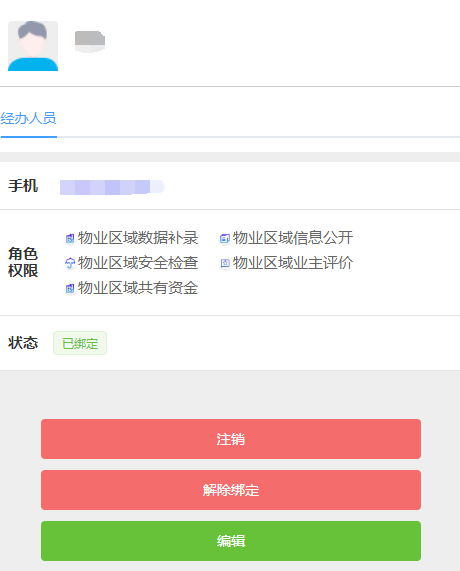 经办人员
手机
角色权限
物业区域数据补录 物业区域信息公开
物业区域安全检查 物业区域业主评价
物业区域共有资金
状态 已绑定
注销
解除绑定
编辑